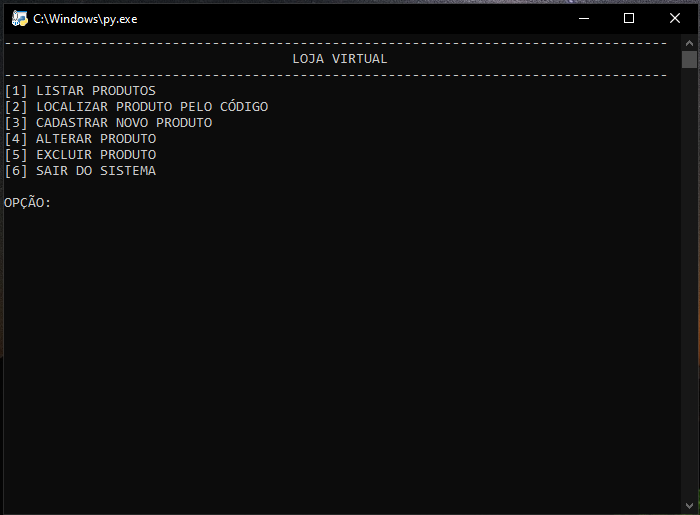 C:\Windows\py.exe
-----------------------------------------------------------------------------------
LOJA VIRTUAL
-----------------------------------------------------------------------------------
[1] LISTAR PRODUTOS
[2] LOCALIZAR PRODUTO PELO CÓDIGO
[3] CADASTRAR NOVO PRODUTO
[4] ALTERAR PRODUTO
[5] EXCLUIR PRODUTO
[6] SAIR DO SISTEMA
OPÇÃO: